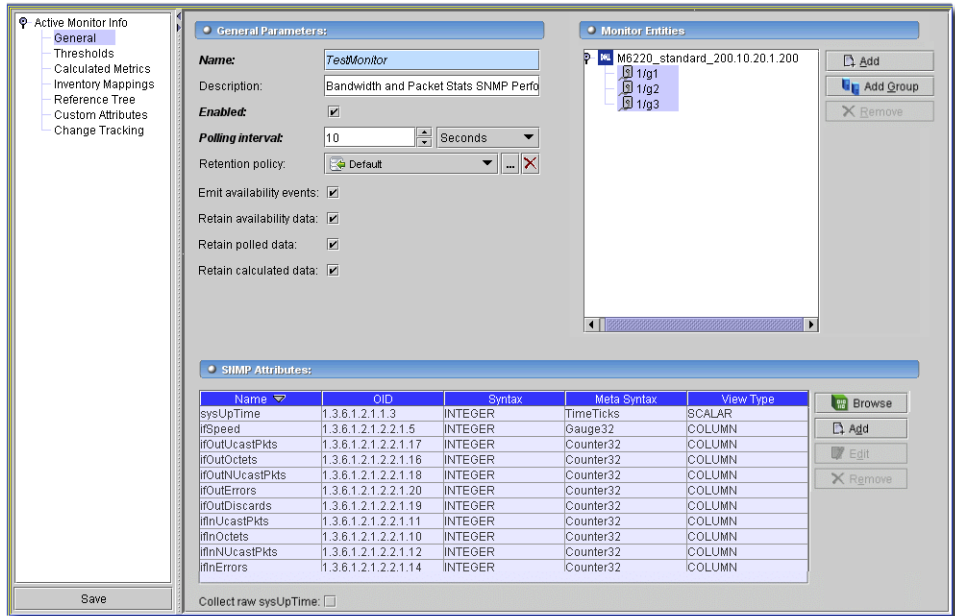 Active Monitor Info
General
Thresholds
Calculated Metrics
Inventory Mappings
Reference Tree
Custom Attributes
Change Tracking
Save
General Parameters:
Name: TestMonitor
Description: Bandwidth and Packet Stats SNMP Perfo
Enabled:
Polling interval: 10 Seconds
Retention policy: Default ...
Emit availability events:
Retain availability data:
Retain polled data:
Retain calculated data:
Monitor Entities
M6220_standard_200.10.20.1.200
1/g1
1/g2
1/g3
Add
Add Group
Remove
SNMP Attributes:
Name OID Syntax Meta Syntax View Type
sysUpTime 1.3.6.1.2.1.1.3 INTEGER TimeTicks SCALAR
ifSpeed 1.3.6.1.2.1.2.2.1.5 INTEGER Gauge32 COLUMN
ifOutUcastPkts 1.3.6.1.2.1.2.2.1.17 INTEGER Counter32 COLUMN
ifOutOctets 1.3.6.1.2.1.2.2.1.16 INTEGER Counter32 COLUMN
ifOutNUcastPkts 1.3.6.1.2.1.2.2.1.18 INTEGER Counter32 COLUMN
ifOutErrors 1.3.6.1.2.1.2.2.1.20 INTEGER Counter32 COLUMN
ifOutDiscards 1.3.6.1.2.1.2.2.1.19 INTEGER Counter32 COLUMN
ifInUcastPkts 1.3.6.1.2.1.2.2.1.11 INTEGER Counter32 COLUMN
ifInOctets 1.3.6.1.2.1.2.2.1.10 INTEGER Counter32 COLUMN
ifInNUcastPkts 1.3.6.1.2.1.2.2.1.12 INTEGER Counter32 COLUMN
ifInErrors 1.3.6.1.2.1.2.2.1.14 INTEGER Counter32 COLUMN
Browse
Add
Edit
Remove
Collect raw sysUpTime: